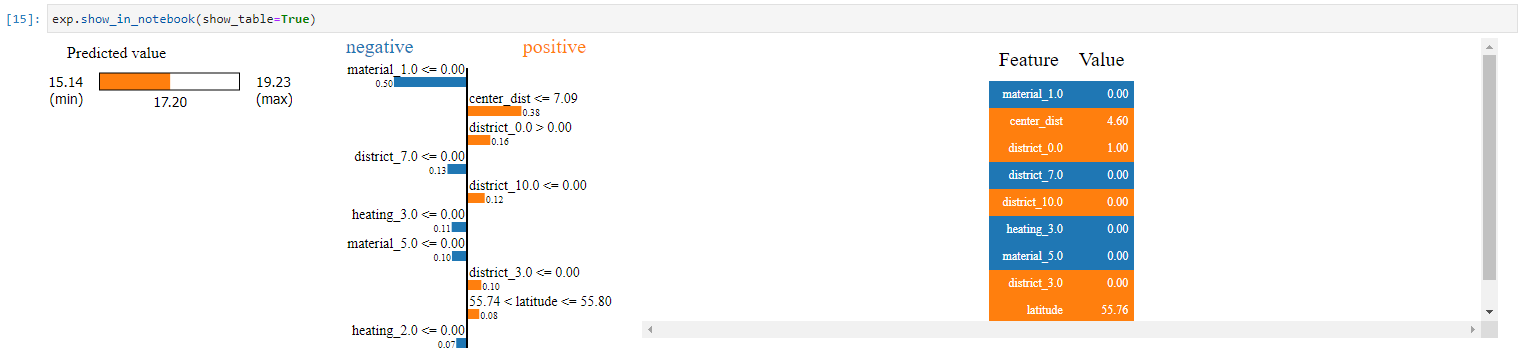 [15]: exp.show_in_notebook(show_table=True)
Predicted value
15.14
(min)
17.20
19.23
(max)
negative positive
material_1.0 <= 0.00
0.50
center_dist <= 7.09
0.38
district_0.0 > 0.00
0.16
district_7.0 <= 0.00
0.13
district_10.0 <= 0.00
0.12
heating_3.0 <= 0.00
0.11
material_5.0 <= 0.00
0.10
district_3.0 <= 0.00
0.10
55.74 < latitude <= 55.80
0.08
heating_2.0 <= 0.00
0.07
Feature Value
material_1.0 0.00
center_dist 4.60
district_0.0 1.00
district_7.0 0.00
district_10.0 0.00
heating_3.0 0.00
material_5.0 0.00
district_3.0 0.00
latitude 55.76